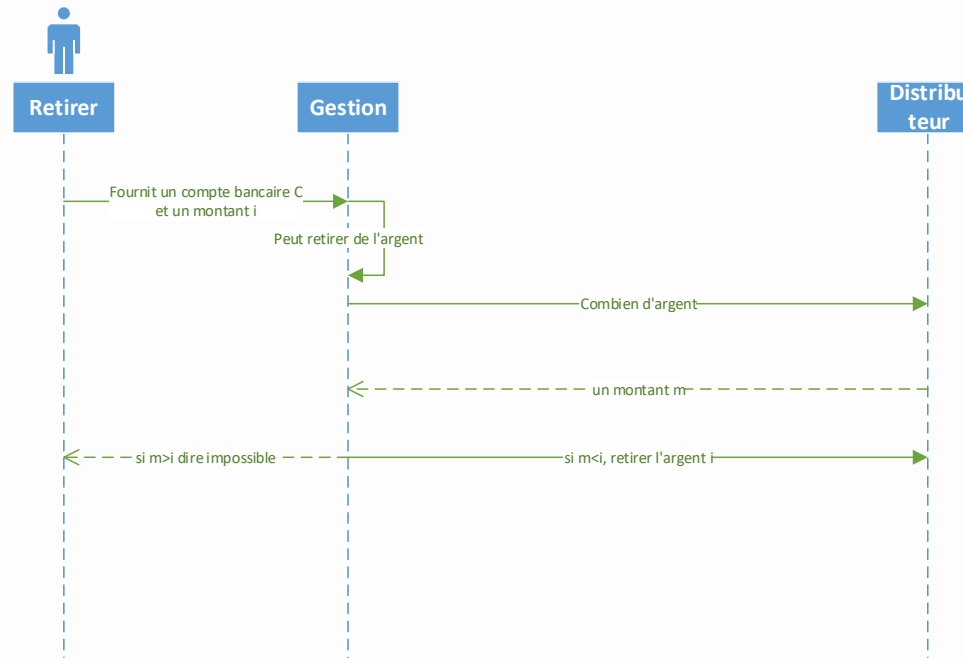 Retirer
Gestion
Distribu
teur
Fournit un compte bancaire C
et un montant i
Peut retirer de l'argent
Combien d'argent
un montant m
si m>i dire impossible
si m<i, retirer l'argent i